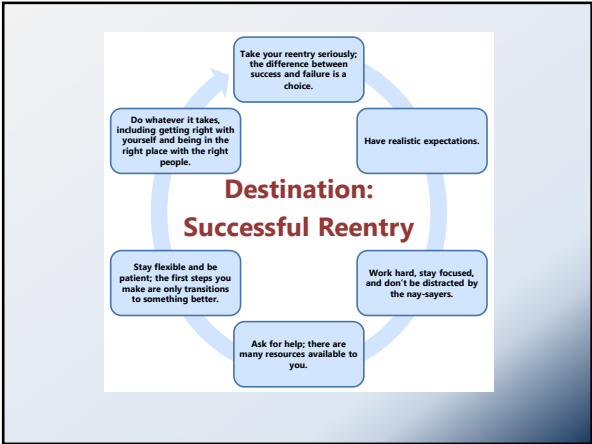 Take your reentry seriously;
the difference between
success and failure is a
choice.
Have realistic expectations.
Work hard, stay focused,
and don't be distracted by
the nay-sayers.
Ask for help; there are
many resources available to
you.
Stay flexible and be
patient; the first steps you
make are only transitions
to something better.
Do whatever it takes,
including getting right with
yourself and being in the
right place with the right
people.
Destination:
Successful Reentry